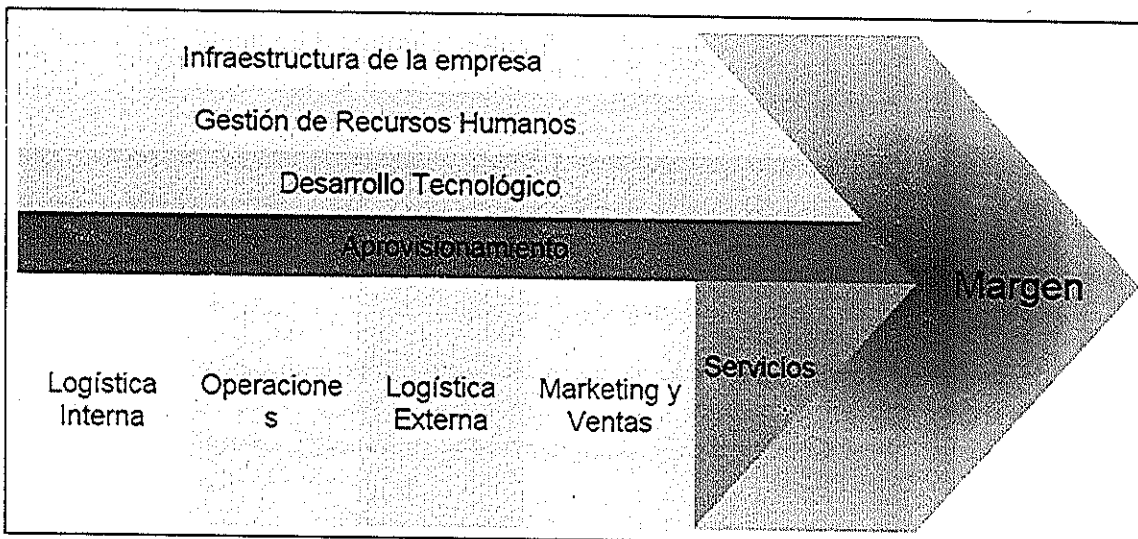 Infraestructura de la empresa
Gestión de Recursos Humanos
Desarrollo Tecnológico
Aprovisionamiento
Margen
Logística
Interna
Operacione
s
Logística
Externa
Marketing y
Ventas
Servicios